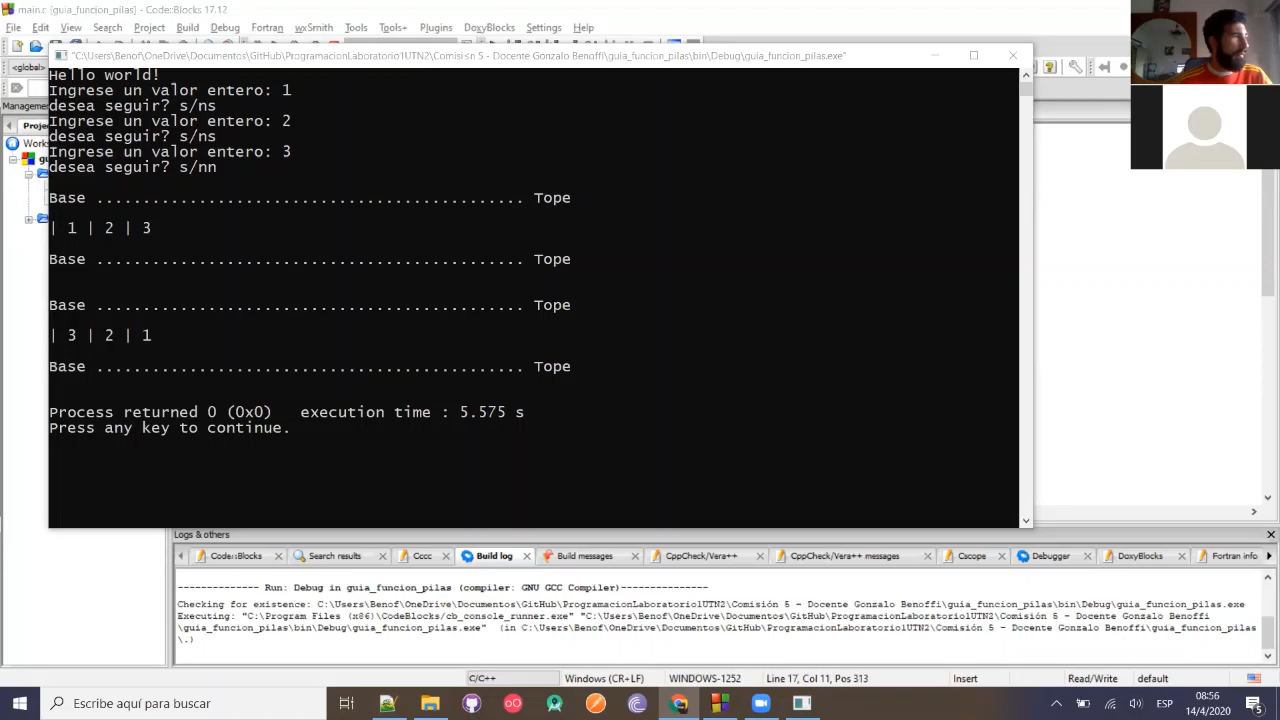 main.c [guia_funcion_pilas] - Code::Blocks 17.12
File Edit View Search Project Build Debug Fortran wxSmith Tools Tools+ Plugins DoxyBlocks Settings Help
"C:\Users\Benof\OneDrive\Documentos\GitHub\ProgramacionLaboratorio1UTN2\Comisión 5 - Docente Gonzalo Benoffi\guia_funcion_pilas\bin\Debug\guia_funcion_pilas.exe"
<global>
Hello world!
Ingrese un valor entero: 1
desea seguir? s/ns
Ingrese un valor entero: 2
desea seguir? s/ns
Ingrese un valor entero: 3
desea seguir? s/nn
Base .............................................. Tope
| 1 | 2 | 3
Base .............................................. Tope
Base .............................................. Tope
| 3 | 2 | 1
Base .............................................. Tope
Process returned 0 (0x0)   execution time : 5.575 s
Press any key to continue.
Logs & others
Code::Blocks Search results Cccc Build log Build messages CppCheck/Vera++ CppCheck/Vera++ messages Cscope Debugger DoxyBlocks Fortran info
-------------- Run: Debug in guia_funcion_pilas (compiler: GNU GCC Compiler)---------------
Checking for existence: C:\Users\Benof\OneDrive\Documentos\GitHub\ProgramacionLaboratorio1UTN2\Comisión 5 - Docente Gonzalo Benoffi\guia_funcion_pilas\bin\Debug\guia_funcion_pilas.exe
Executing: "C:\Program Files (x86)\CodeBlocks/cb_console_runner.exe" "C:\Users\Benof\OneDrive\Documentos\GitHub\ProgramacionLaboratorio1UTN2\Comisión 5 - Docente Gonzalo Benoffi
\guia_funcion_pilas\bin\Debug\guia_funcion_pilas.exe"  (in C:\Users\Benof\OneDrive\Documentos\GitHub\ProgramacionLaboratorio1UTN2\Comisión 5 - Docente Gonzalo Benoffi\guia_funcion_pilas
\.)
C/C++ Windows (CR+LF) WINDOWS-1252 Line 17, Col 11, Pos 313 Insert Read/Write default
Escribe aquí para buscar
ESP
08:56
14/4/2020
5